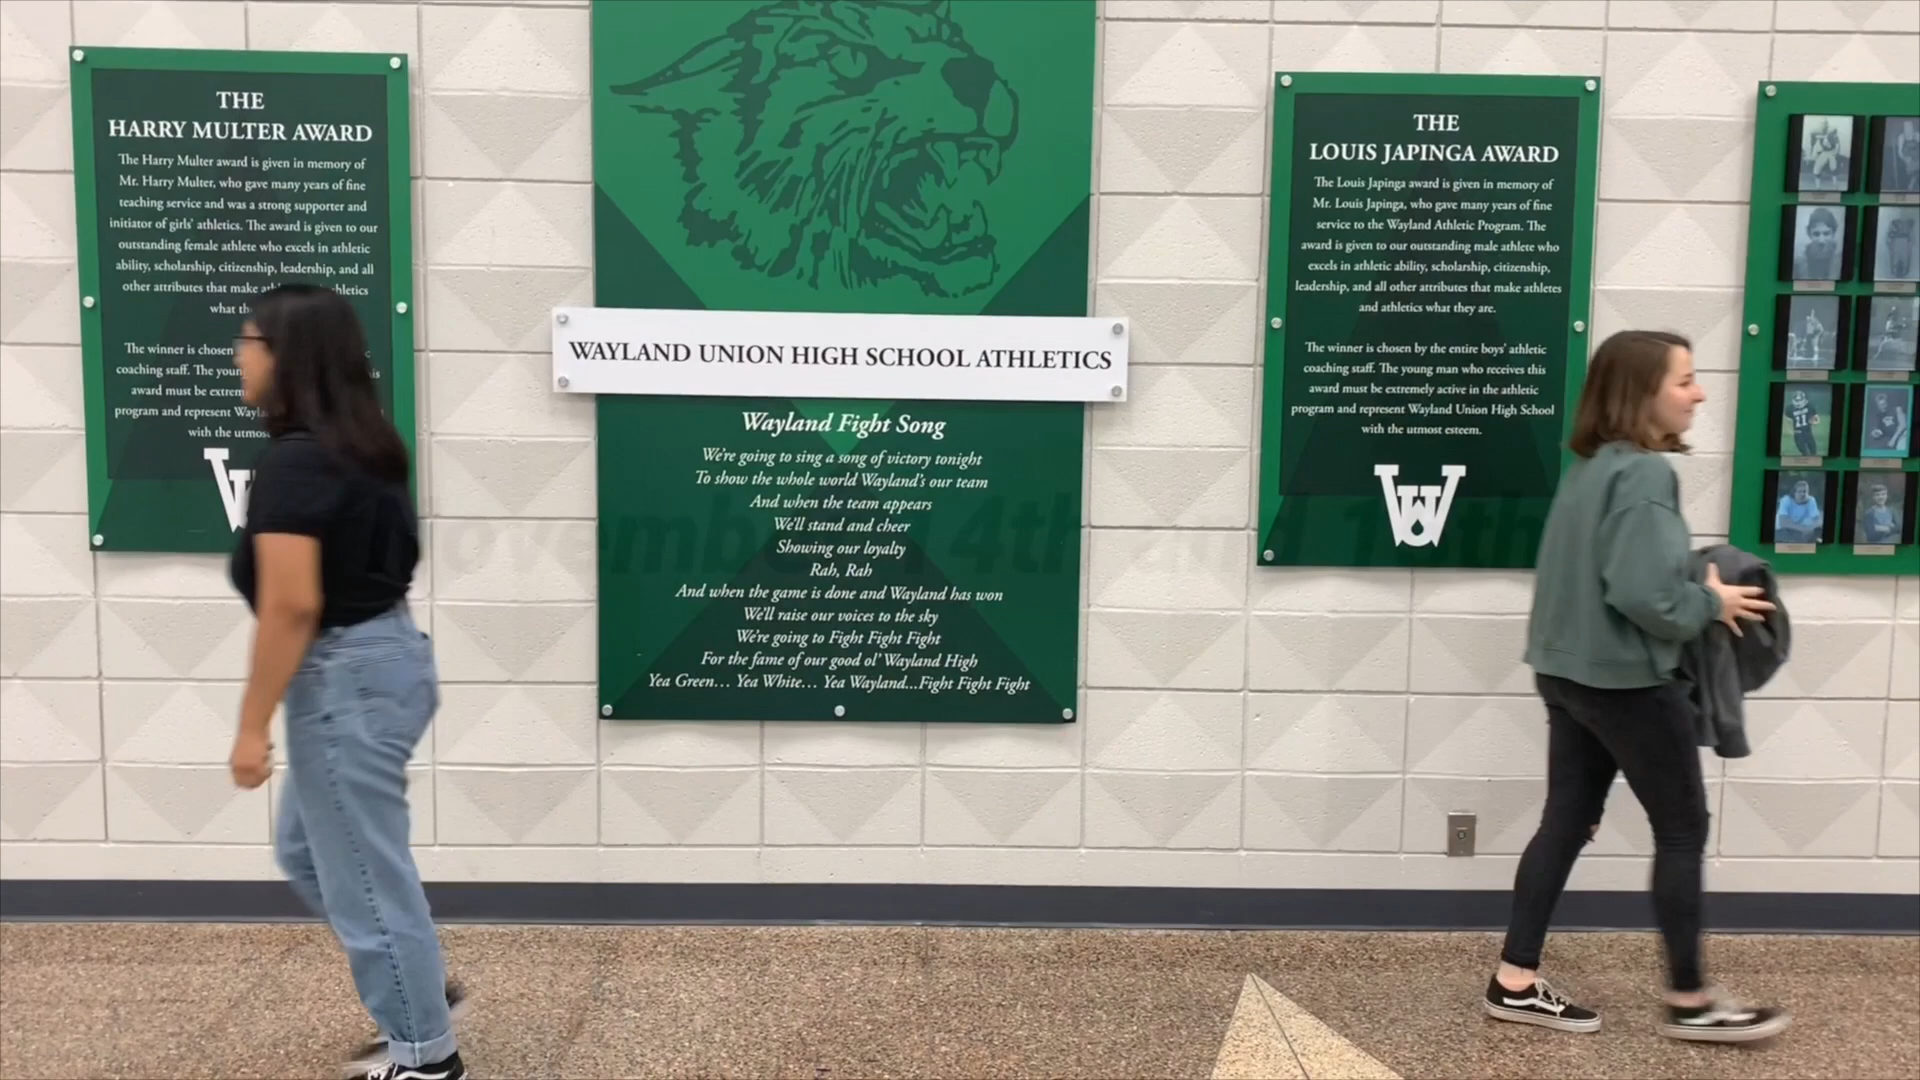 THE
HARRY MULTER AWARD
The Harry Multer award is given in memory of
Mr. Harry Multer, who gave many years of fine
teaching service and was a strong supporter and
initiator of girls' athletics. The award is given to our
outstanding female athlete who excels in athletic
ability, scholarship, citizenship, leadership, and all
other attributes that make
what
The winner is chosen
coaching staff. The
award must be
program and represent
with the utmost
W
WAYLAND UNION HIGH SCHOOL ATHLETICS
Wayland Fight Song
We're going to sing a song of victory tonight
To show the whole world Wayland's our team
And when the team appears
We'll stand and cheer
Showing our loyalty
Rah, Rah
And when the game is done and Wayland has won
We'll raise our voices to the sky
We're going to Fight Fight Fight
For the fame of our good ol' Wayland High
Yea Green... Yea White... Yea Wayland...Fight Fight Fight
THE
LOUIS JAPINGA AWARD
The Louis Japinga award is given in memory of
Mr. Louis Japinga, who gave many years of fine
service to the Wayland Athletic Program. The
award is given to our outstanding male athlete who
excels in athletic ability, scholarship, citizenship,
leadership, and all other attributes that make athletes
and athletics what they are.
The winner is chosen by the entire boys' athletic
coaching staff. The young man who receives this
award must be extremely active in the athletic
program and represent Wayland Union High School
with the utmost esteem.
WU
November 14th and